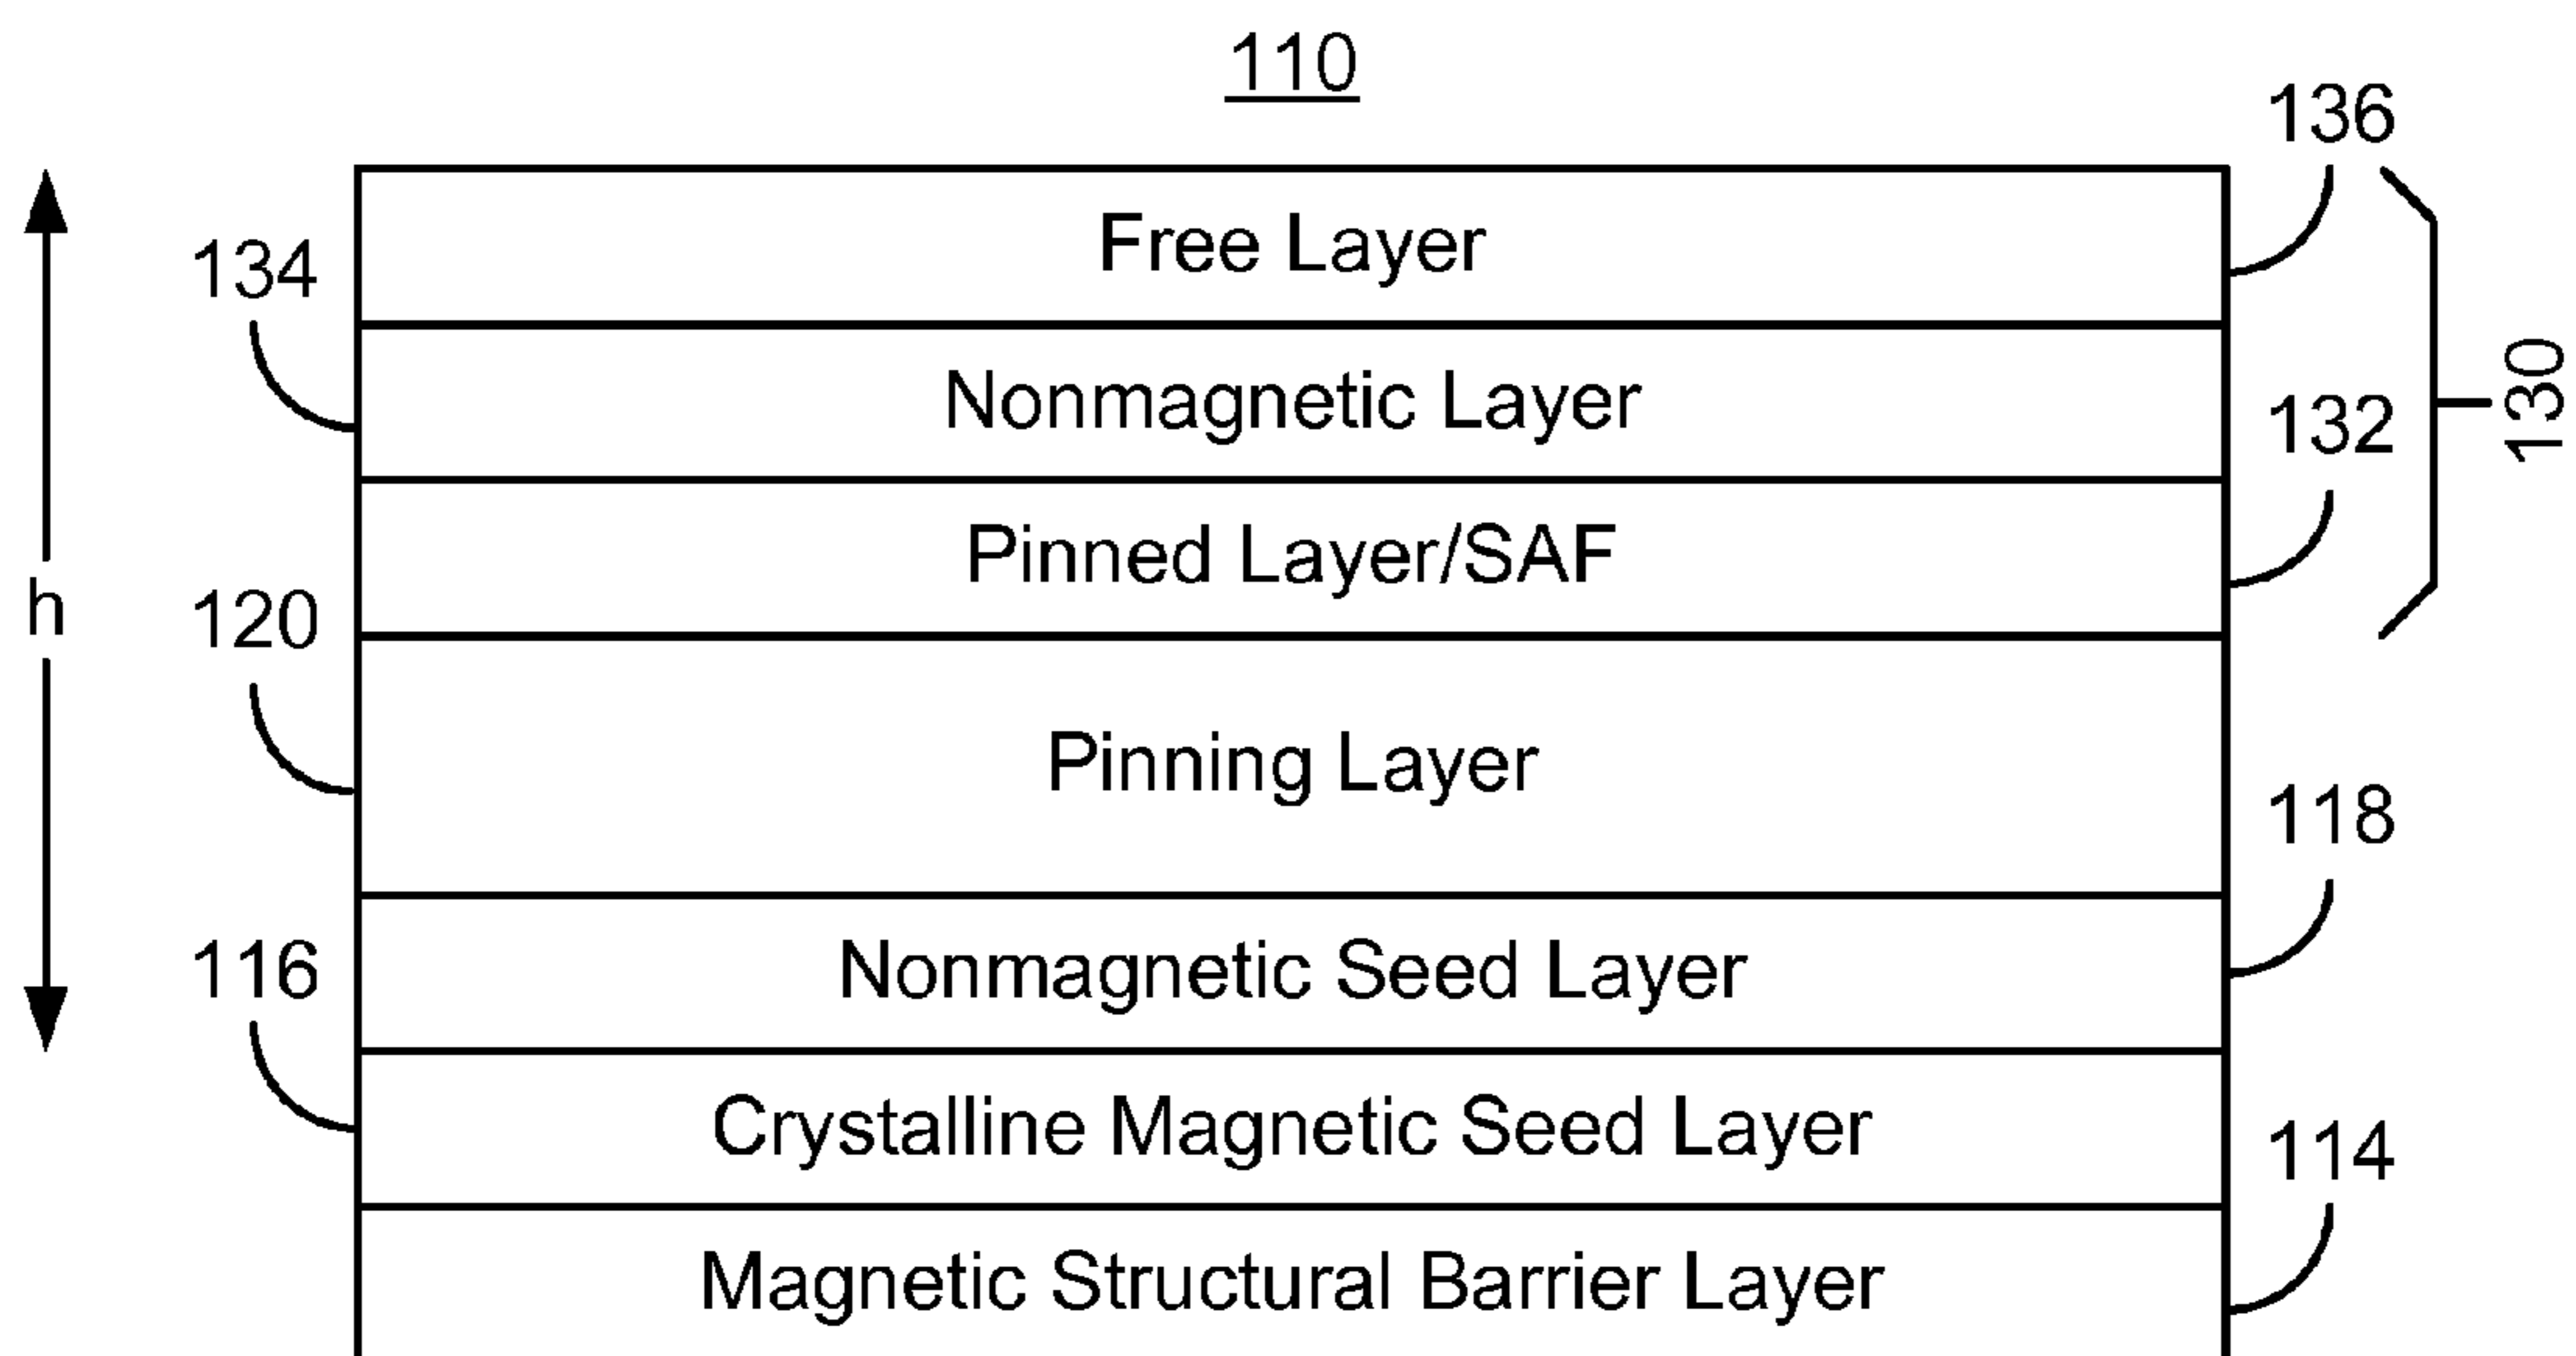 110
136
Free Layer
134
Nonmagnetic Layer
132
130
Pinned Layer/SAF
h
120
Pinning Layer
118
Nonmagnetic Seed Layer
116
Crystalline Magnetic Seed Layer
114
Magnetic Structural Barrier Layer